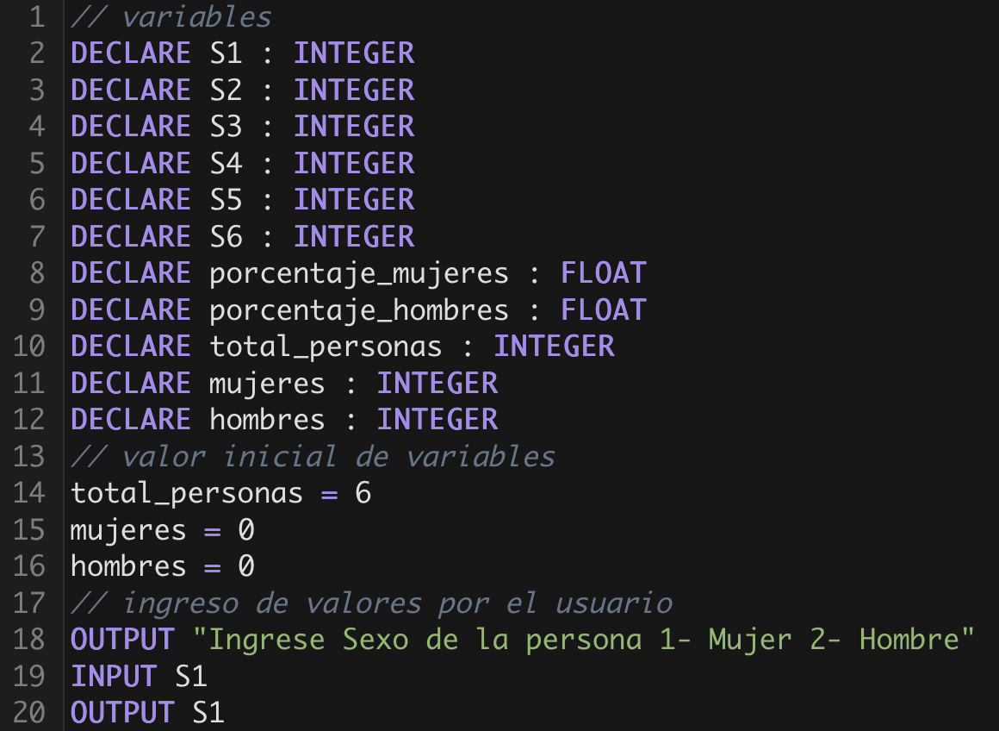 1 // variables
2 DECLARE S1 : INTEGER
3 DECLARE S2 : INTEGER
4 DECLARE S3 : INTEGER
5 DECLARE S4 : INTEGER
6 DECLARE S5 : INTEGER
7 DECLARE S6 : INTEGER
8 DECLARE porcentaje_mujeres : FLOAT
9 DECLARE porcentaje_hombres : FLOAT
10 DECLARE total_personas : INTEGER
11 DECLARE mujeres : INTEGER
12 DECLARE hombres : INTEGER
13 // valor inicial de variables
14 total_personas = 6
15 mujeres = 0
16 hombres = 0
17 // ingreso de valores por el usuario
18 OUTPUT "Ingrese Sexo de la persona 1- Mujer 2- Hombre"
19 INPUT S1
20 OUTPUT S1